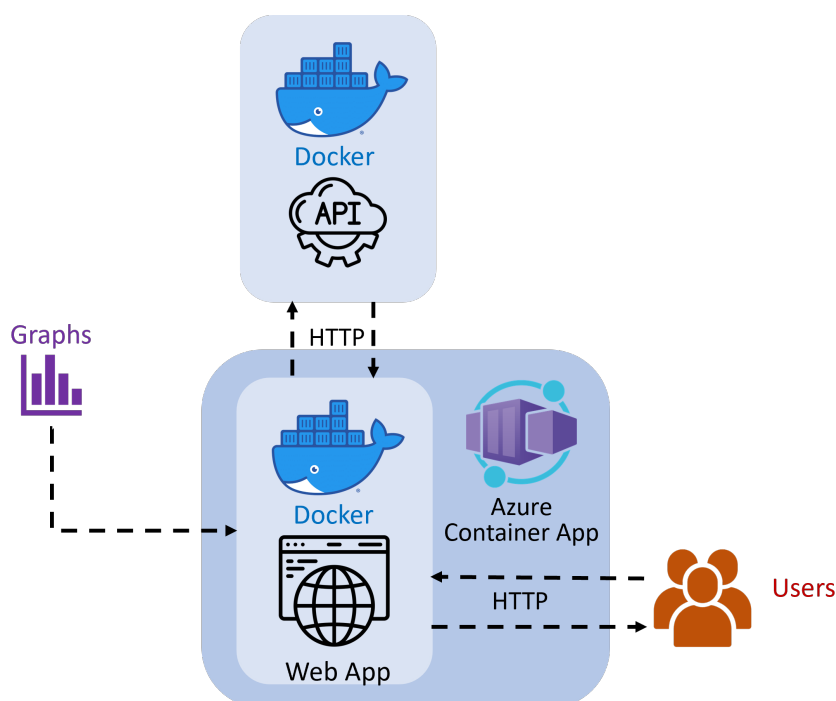 Docker
API
HTTP
Graphs
Docker
Azure
Container App
HTTP
Users
Web App